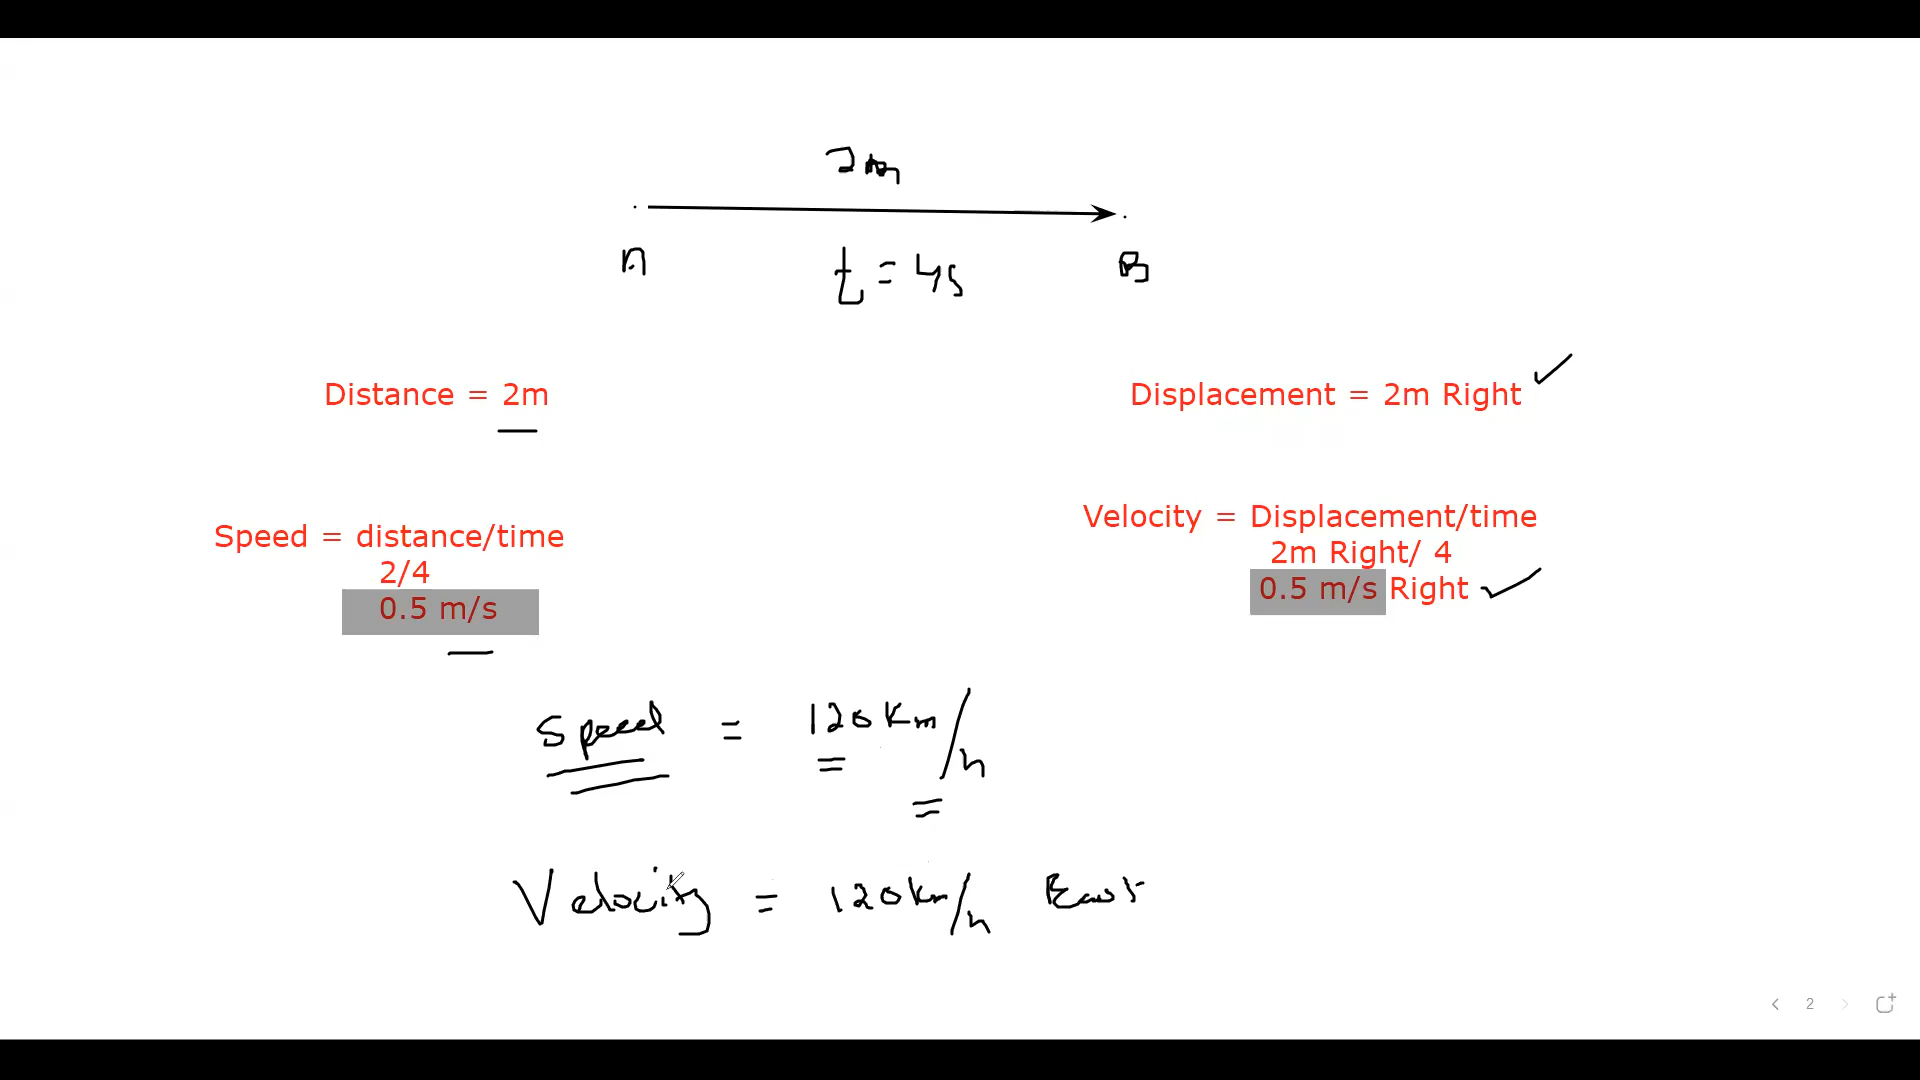 2m
A
t = 4s
B
Distance = 2m
Displacement = 2m Right
Speed = distance/time
2/4
0.5 m/s
Velocity = Displacement/time
2m Right/ 4
0.5 m/s Right
Speed = 120 Km/h
Velocity = 120 km/h East
2